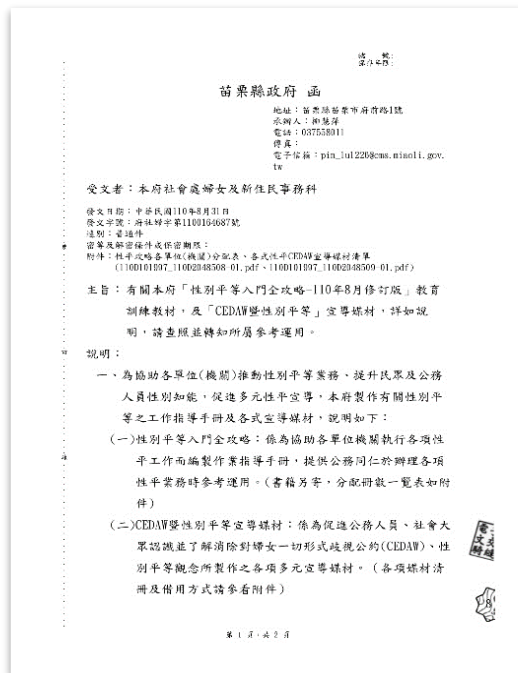 檔 號:
保存年限:
苗栗縣政府 函
地址：苗栗縣苗栗市府前路1號
承辦人：柳慧萍
電話：037558011
傳真：
電子信箱：pin_lu1226@ems.miaoli.gov.
tw
受文者：本府社會處婦女及新住民事務科
發文日期：中華民國110年8月31日
發文字號：府社婦字第1100164687號
速別：普通件
密等及解密條件或保密期限：
附件：性平攻略各單位(機關)分配表、各式性平CEDAW宣導媒材清單
(110D101097_110D2048508-01.pdf、110D101097_110D2048509-01.pdf)
主旨：有關本府「性別平等入門全攻略-110年8月修訂版」教育
訓練教材，及「CEDAW暨性別平等」宣導媒材，詳如說
明，請查照並轉知所屬參考運用。
說明：
一、為協助各單位(機關)推動性別平等業務、提升民眾及公務
人員性別知能，促進多元性平宣導，本府製作有關性別平
等之工作指導手冊及各式宣導媒材，說明如下：
(一)性別平等入門全攻略：係為協助各單位機關執行各項性
平工作而編製作業指導手冊，提供公務同仁於辦理各項
性平業務時參考運用。(書籍另寄，分配冊數一覽表如附
件)
(二)CEDAW暨性別平等宣導媒材：係為促進公務人員、社會大
眾認識並了解消除對婦女一切形式歧視公約(CEDAW)、性
別平等觀念所製作之各項多元宣導媒材。（各項媒材清
冊及借用方式請參看附件）
第 1 頁，共 2 頁